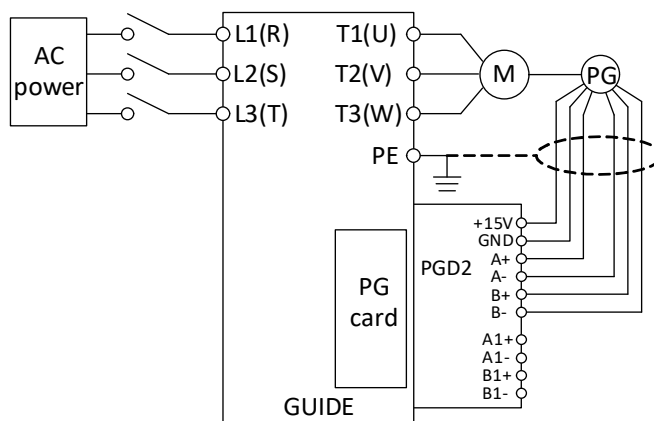 AC
power
L1(R)
L2(S)
L3(T)
T1(U)
T2(V)
T3(W)
PE
M
PG
+15V
GND
A+
A-
B+
B-
A1+
A1-
B1+
B1-
PGD2
PG
card
GUIDE